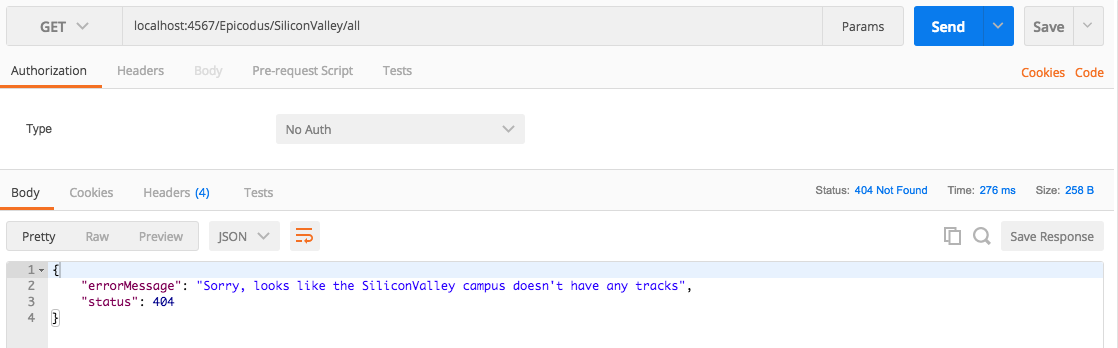 GET localhost:4567/Epicodus/SiliconValley/all Params Send Save
Authorization Headers Body Pre-request Script Tests Cookies Code
Type No Auth
Body Cookies Headers (4) Tests Status: 404 Not Found Time: 276 ms Size: 258 B
Pretty Raw Preview JSON Save Response
1 {
2 "errorMessage": "Sorry, looks like the SiliconValley campus doesn't have any tracks",
3 "status": 404
4 }